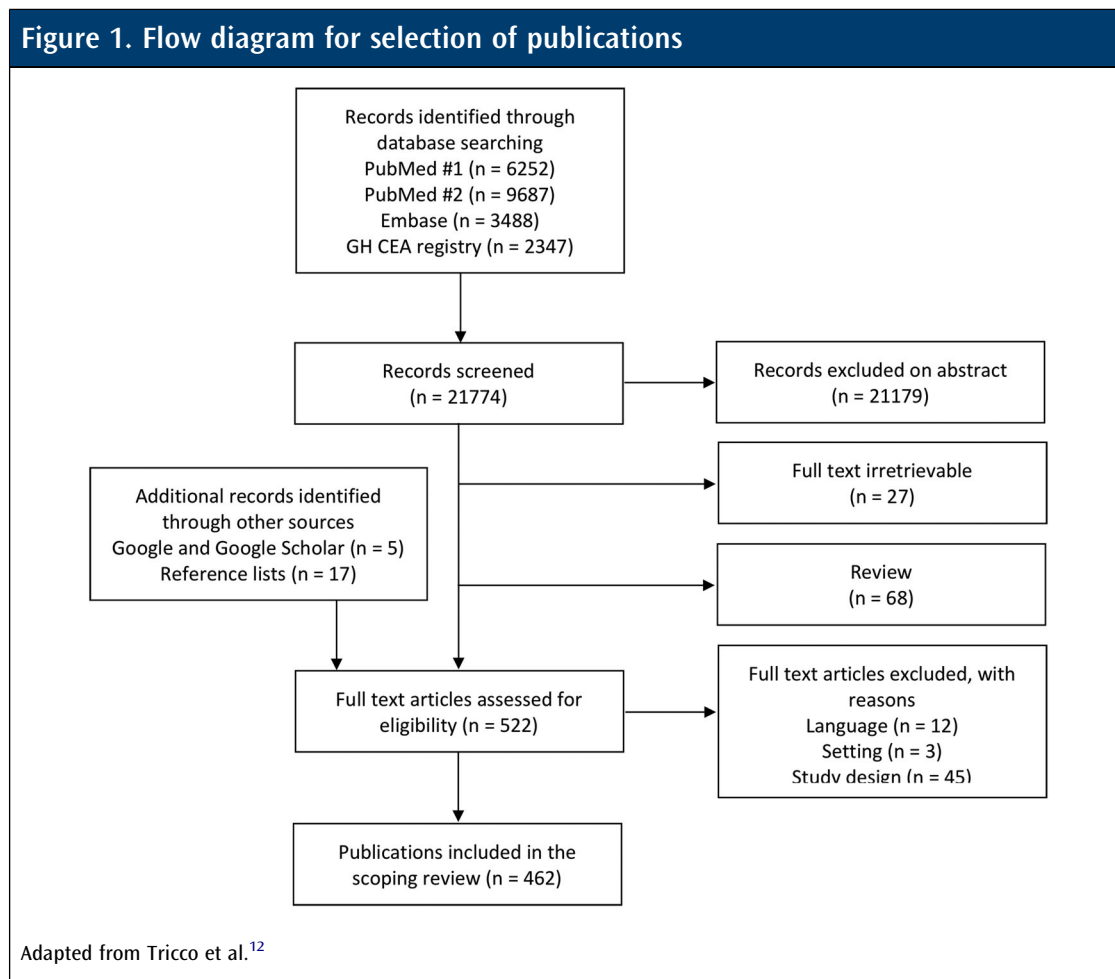 Figure 1. Flow diagram for selection of publications
Records identified through
database searching
PubMed #1 (n = 6252)
PubMed #2 (n = 9687)
Embase (n = 3488)
GH CEA registry (n = 2347)
Records screened
(n = 21774)
Records excluded on abstract
(n = 21179)
Full text irretrievable
(n = 27)
Additional records identified
through other sources
Google and Google Scholar (n = 5)
Reference lists (n = 17)
Review
(n = 68)
Full text articles assessed for
eligibility (n = 522)
Full text articles excluded, with
reasons
Language (n = 12)
Setting (n = 3)
Study design (n = 45)
Publications included in the
scoping review (n = 462)
Adapted from Tricco et al.12